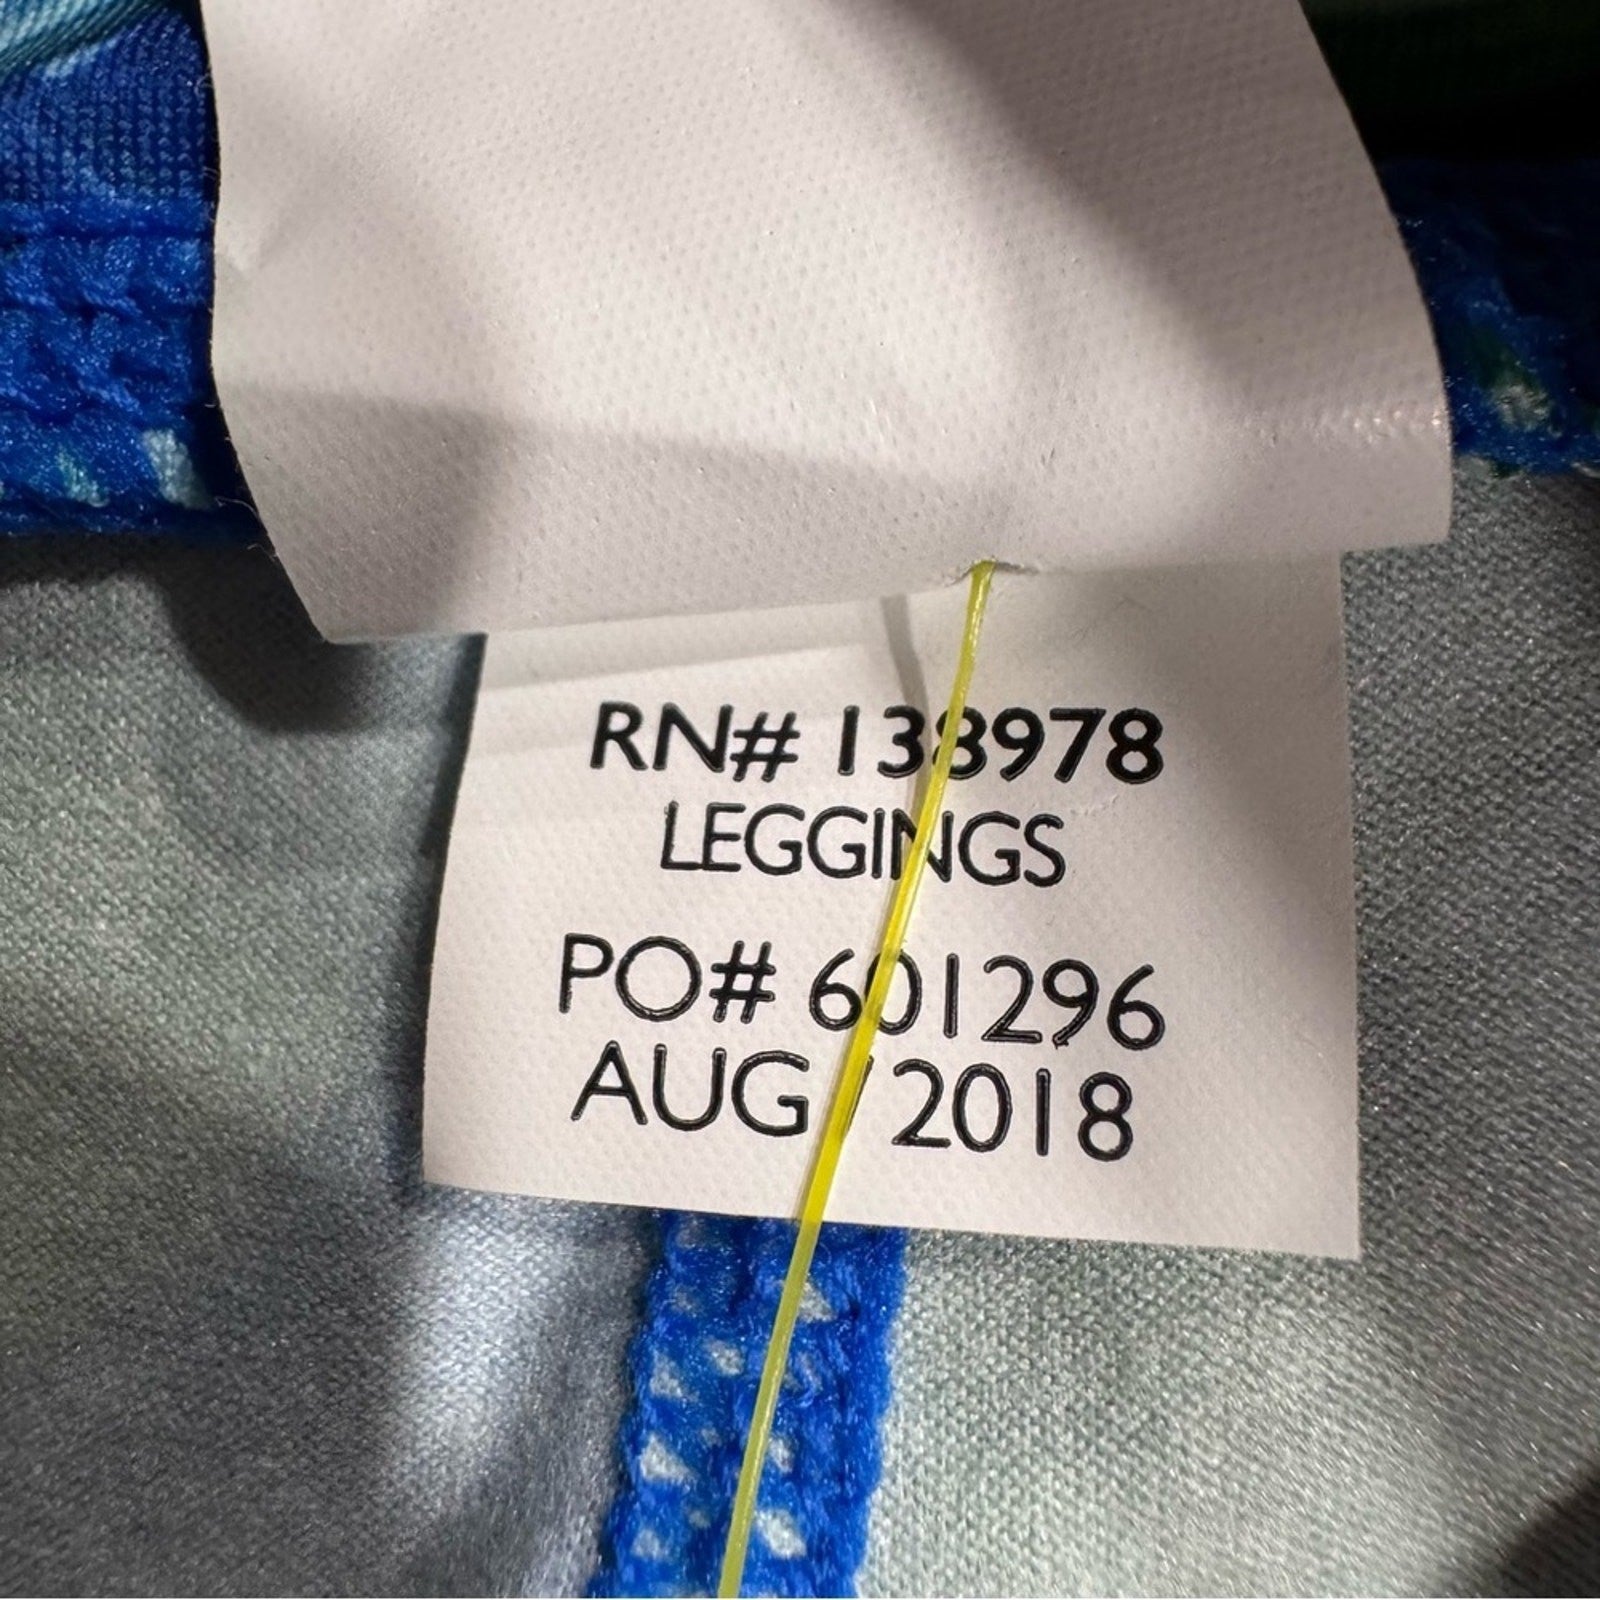 RN# 138978
LEGGINGS
PO# 601296
AUG / 2018